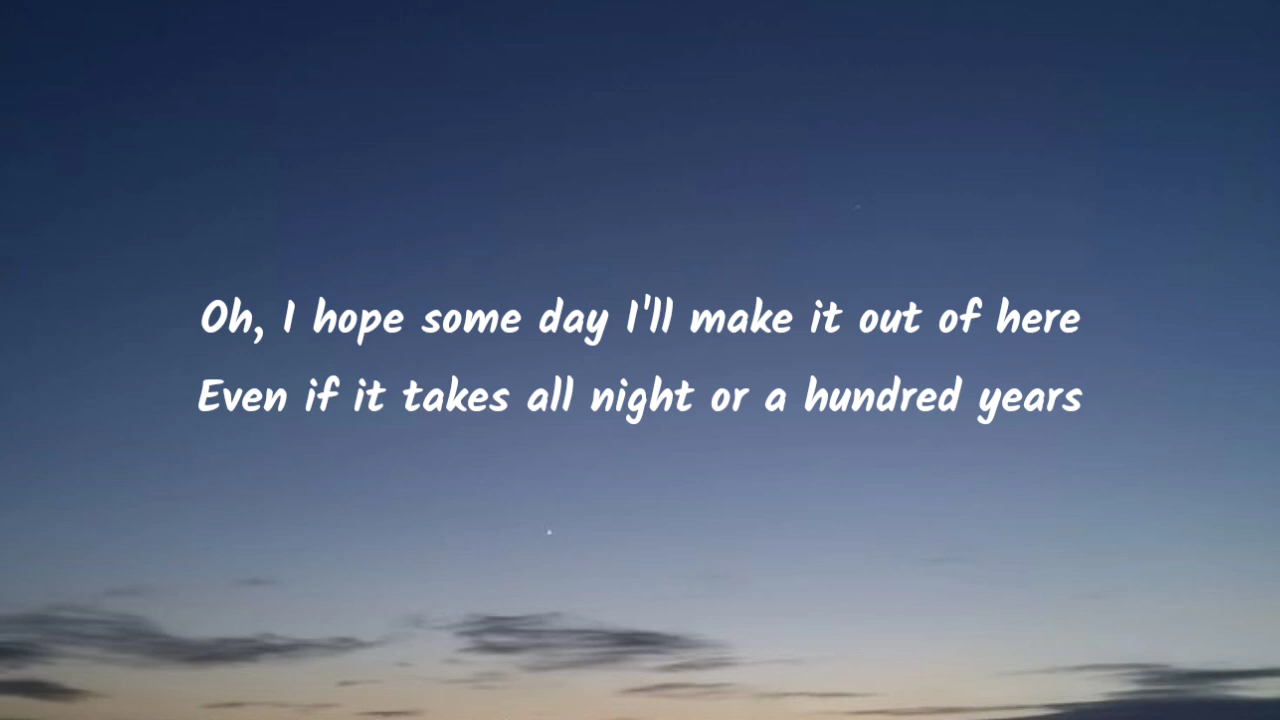 Oh, I hope some day I'll make it out of here
Even if it takes all night or a hundred years